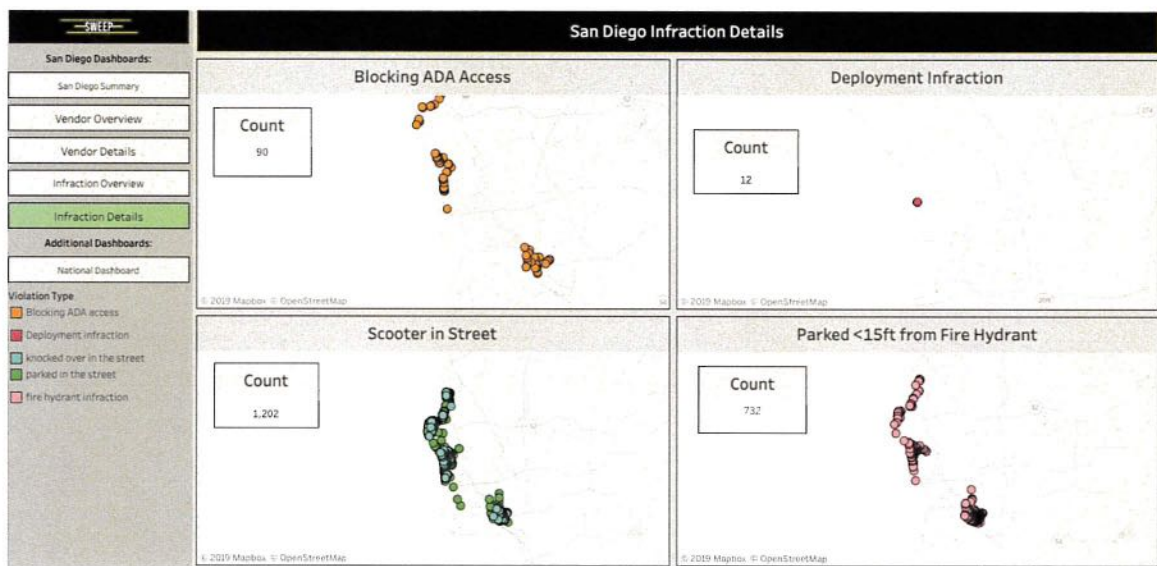 SWEEP
San Diego Dashboards:
San Diego Summary
Vendor Overview
Vendor Details
Infraction Overview
Infraction Details
Additional Dashboards:
National Dashboard
Violation Type
Blocking ADA access
Deployment infraction
knocked over in the street
parked in the street
fire hydrant infraction
San Diego Infraction Details
Blocking ADA Access
Count
90
© 2019 Mapbox © OpenStreetMap
Deployment Infraction
Count
12
© 2019 Mapbox © OpenStreetMap
Scooter in Street
Count
1,202
© 2019 Mapbox © OpenStreetMap
Parked <15ft from Fire Hydrant
Count
732
© 2019 Mapbox © OpenStreetMap